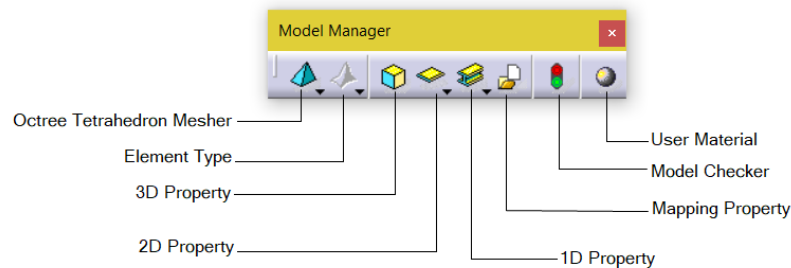 Model Manager
Octree Tetrahedron Mesher
Element Type
3D Property
2D Property
User Material
Model Checker
Mapping Property
1D Property